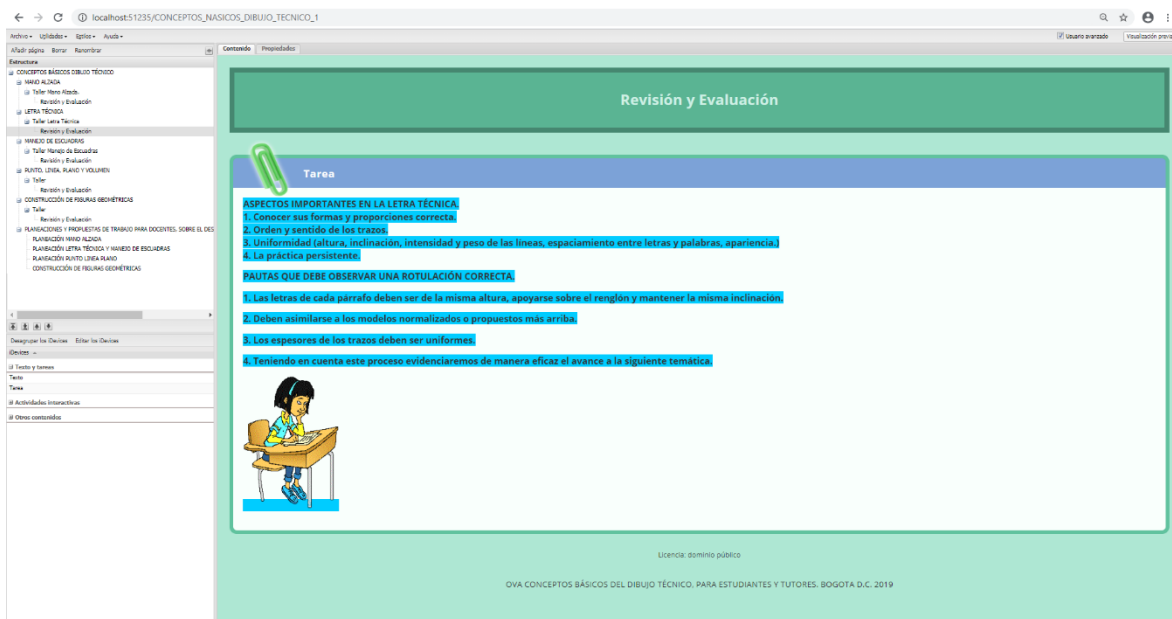 localhost:51235/CONCEPTOS_NASICOS_DIBUJO_TECNICO_1
Archivo Utilidades Estilos Ayuda
Usuario avanzado Visualización previa
Añadir página Borrar Renombrar
Contenido Propiedades
Estructura
CONCEPTOS BÁSICOS DIBUJO TÉCNICO
MANO ALZADA
Taller Mano Alzada.
Revisión y Evaluación
LETRA TÉCNICA
Taller Letra Técnica
Revisión y Evaluación
MANEJO DE ESCUADRAS
Taller Manejo de Escuadras
Revisión y Evaluación
PUNTO, LINEA, PLANO Y VOLUMEN
Taller
Revisión y Evaluación
CONSTRUCCIÓN DE FIGURAS GEOMÉTRICAS
Taller
Revisión y Evaluación
PLANEACIONES Y PROPUESTAS DE TRABAJO PARA DOCENTES. SOBRE EL DES
PLANEACIÓN MANO ALZADA
PLANEACIÓN LETRA TÉCNICA Y MANEJO DE ESCUADRAS
PLANEACIÓN PUNTO LINEA PLANO
CONSTRUCCIÓN DE FIGURAS GEOMÉTRICAS
Desagrupar los iDevices Editar los iDevices
iDevices
Texto y tareas
Texto
Tarea
Actividades interactivas
Otros contenidos
Revisión y Evaluación
Tarea
ASPECTOS IMPORTANTES EN LA LETRA TÉCNICA.
1. Conocer sus formas y proporciones correcta.
2. Orden y sentido de los trazos.
3. Uniformidad (altura, inclinación, intensidad y peso de las líneas, espaciamiento entre letras y palabras, apariencia.)
4. La práctica persistente.
PAUTAS QUE DEBE OBSERVAR UNA ROTULACIÓN CORRECTA.
1. Las letras de cada párrafo deben ser de la misma altura, apoyarse sobre el renglón y mantener la misma inclinación.
2. Deben asimilarse a los modelos normalizados o propuestos más arriba.
3. Los espesores de los trazos deben ser uniformes.
4. Teniendo en cuenta este proceso evidenciaremos de manera eficaz el avance a la siguiente temática.
Licencia: dominio público
OVA CONCEPTOS BÁSICOS DEL DIBUJO TÉCNICO. PARA ESTUDIANTES Y TUTORES. BOGOTA D.C. 2019